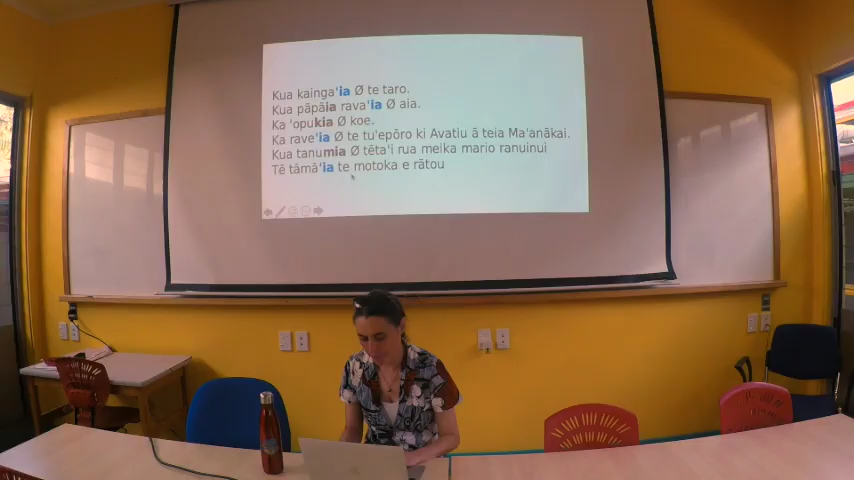 Kua kainga'ia Ø te taro.
Kua pāpāia rava'ia Ø aia.
Ka 'opukia Ø koe.
Ka rave'ia Ø te tu'epōro ki Avatiu ā teia Ma'anākai.
Kua tanumia Ø tēta'i rua meika mario ranuinui
Tē tāmā'ia te motoka e rātou